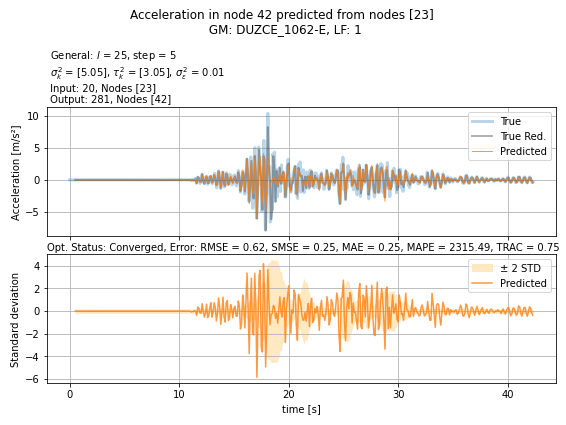 Acceleration in node 42 predicted from nodes [23]
GM: DUZCE_1062-E, LF: 1
General: l = 25, step = 5
σ²ₖ = [5.05], τ²ₖ = [3.05], σ²ε = 0.01
Input: 20, Nodes [23]
Output: 281, Nodes [42]
Acceleration [m/s²]
10
5
0
−5
True
True Red.
Predicted
Opt. Status: Converged, Error: RMSE = 0.62, SMSE = 0.25, MAE = 0.25, MAPE = 2315.49, TRAC = 0.75
Standard deviation
4
2
0
−2
−4
−6
± 2 STD
Predicted
0 10 20 30 40
time [s]